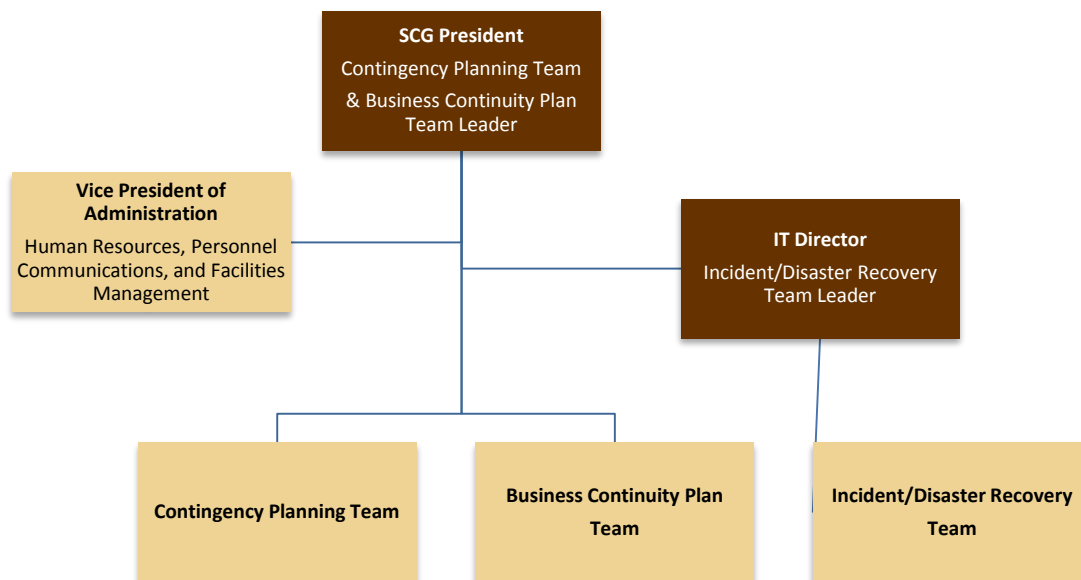 SCG President
Contingency Planning Team
& Business Continuity Plan
Team Leader
Vice President of
Administration
Human Resources, Personnel
Communications, and Facilities
Management
IT Director
Incident/Disaster Recovery
Team Leader
Contingency Planning Team
Business Continuity Plan
Team
Incident/Disaster Recovery
Team